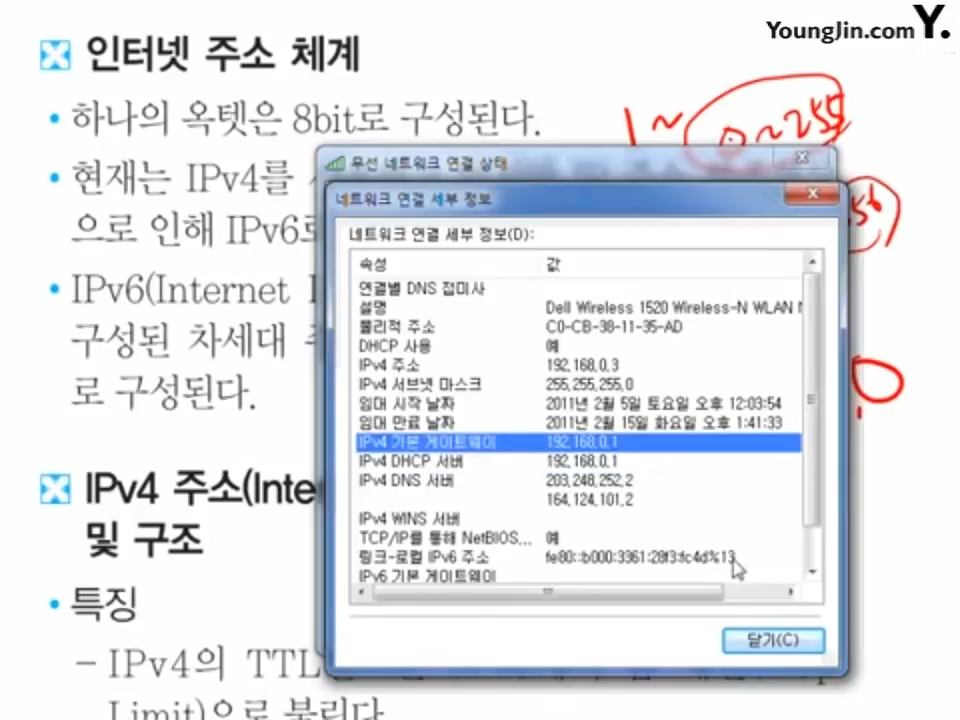 YoungJin.com Y.
인터넷 주소 체계
• 하나의 옥텟은 8bit로 구성된다.
1 ~ 0 ~ 255
• 현재는 IPv4를
으로 인해 IPv6로
• IPv6(Internet
구성된 차세대
로 구성된다.
무선 네트워크 연결 상태
네트워크 연결 세부 정보
네트워크 연결 세부 정보(D):
속성 값
연결별 DNS 접미사
설명 Dell Wireless 1520 Wireless-N WLAN
물리적 주소 C0-CB-38-11-35-AD
DHCP 사용 예
IPv4 주소 192,168,0,3
IPv4 서브넷 마스크 255,255,255,0
임대 시작 날짜 2011년 2월 5일 토요일 오후 12:03:54
임대 만료 날짜 2011년 2월 15일 화요일 오후 1:41:33
IPv4 기본 게이트웨이 192,168,0,1
IPv4 DHCP 서버 192,168,0,1
IPv4 DNS 서버 203,248,252,2
164,124,101,2
IPv4 WINS 서버
TCP/IP를 통해 NetBIOS... 예
링크-로컬 IPv6 주소 fe80::b000:3361:28f3:fc4d%13
IPv6 기본 게이트웨이
닫기(C)
IPv4 주소(Inte
및 구조
• 특징
– IPv4의 TTL
Limit)으로 불린다